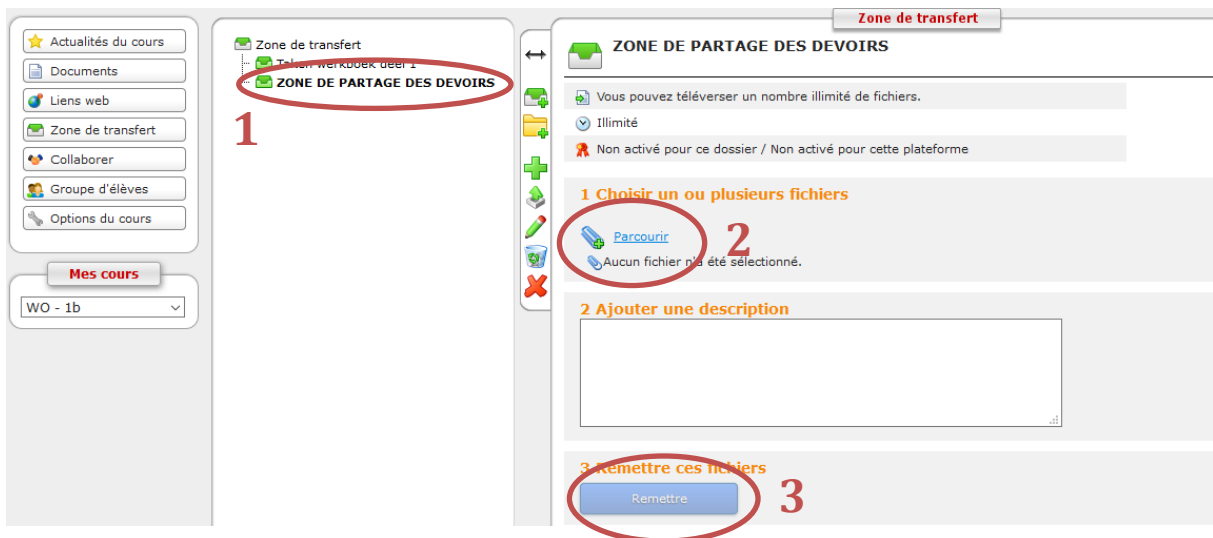 Actualités du cours
Documents
Liens web
Zone de transfert
Collaborer
Groupe d'élèves
Options du cours
Mes cours
WO - 1b
Zone de transfert
Taken werkboek deel 1
ZONE DE PARTAGE DES DEVOIRS
1
Zone de transfert
ZONE DE PARTAGE DES DEVOIRS
Vous pouvez téléverser un nombre illimité de fichiers.
Illimité
Non activé pour ce dossier / Non activé pour cette plateforme
1 Choisir un ou plusieurs fichiers
Parcourir
2
Aucun fichier n'a été sélectionné.
2 Ajouter une description
3 Remettre ces fichiers
Remettre
3